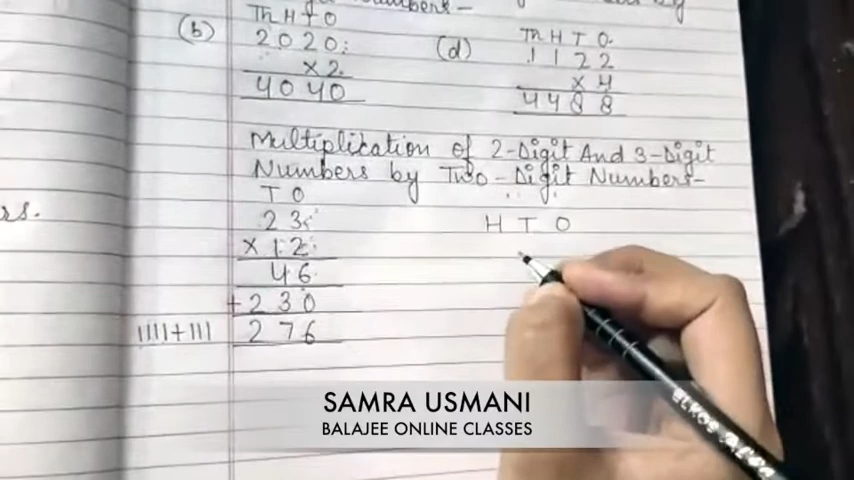 Numbers-
Th H T O
(b) 2 0 2 0
× 2
4 0 4 0
Th H T O
(d) 1 1 2 2
× 4
4 4 8 8
Multiplication of 2-Digit And 3-Digit
Numbers by Two-Digit Numbers-
T O
2 3
× 1 2
4 6
+ 2 3 0
1111+111 2 7 6
H T O
rs.
SAMRA USMANI
BALAJEE ONLINE CLASSES